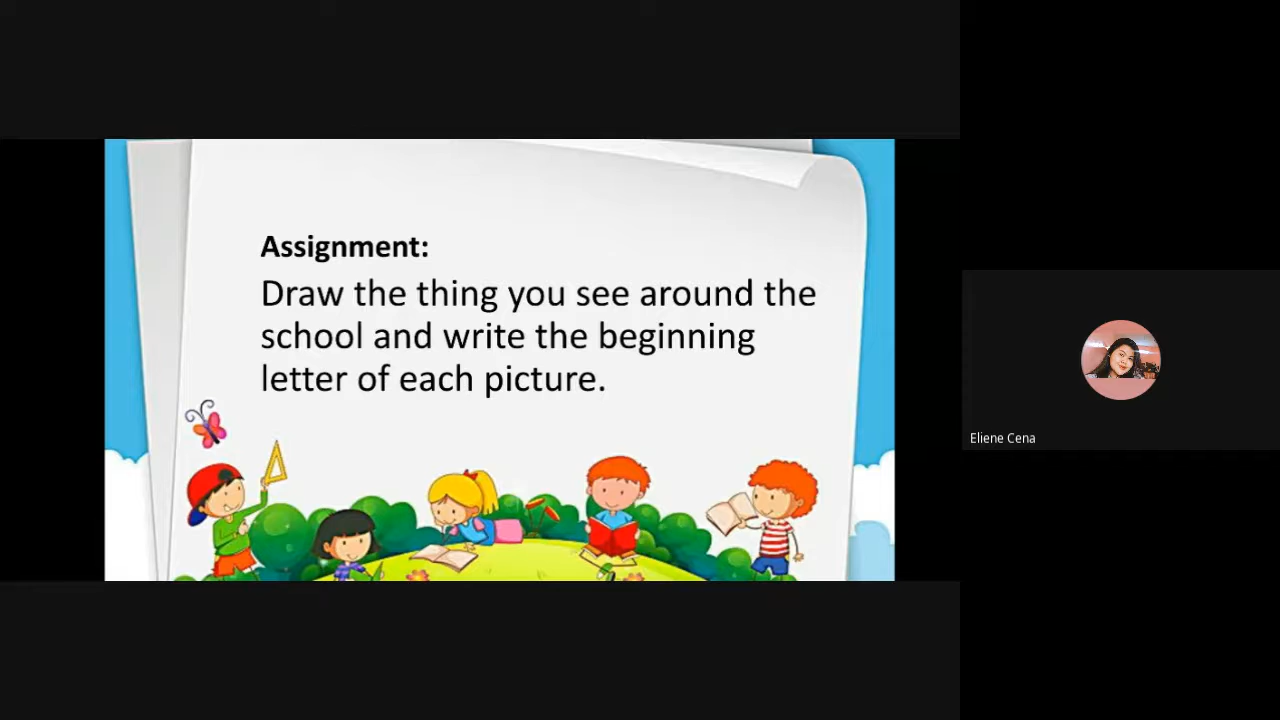 Assignment:
Draw the thing you see around the
school and write the beginning
letter of each picture.
Eliene Cena